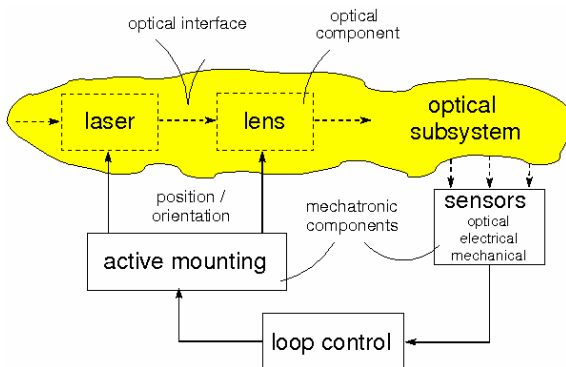 optical interface
optical
component
laser
lens
optical
subsystem
position /
orientation
mechatronic
components
sensors
optical
electrical
mechanical
active mounting
loop control